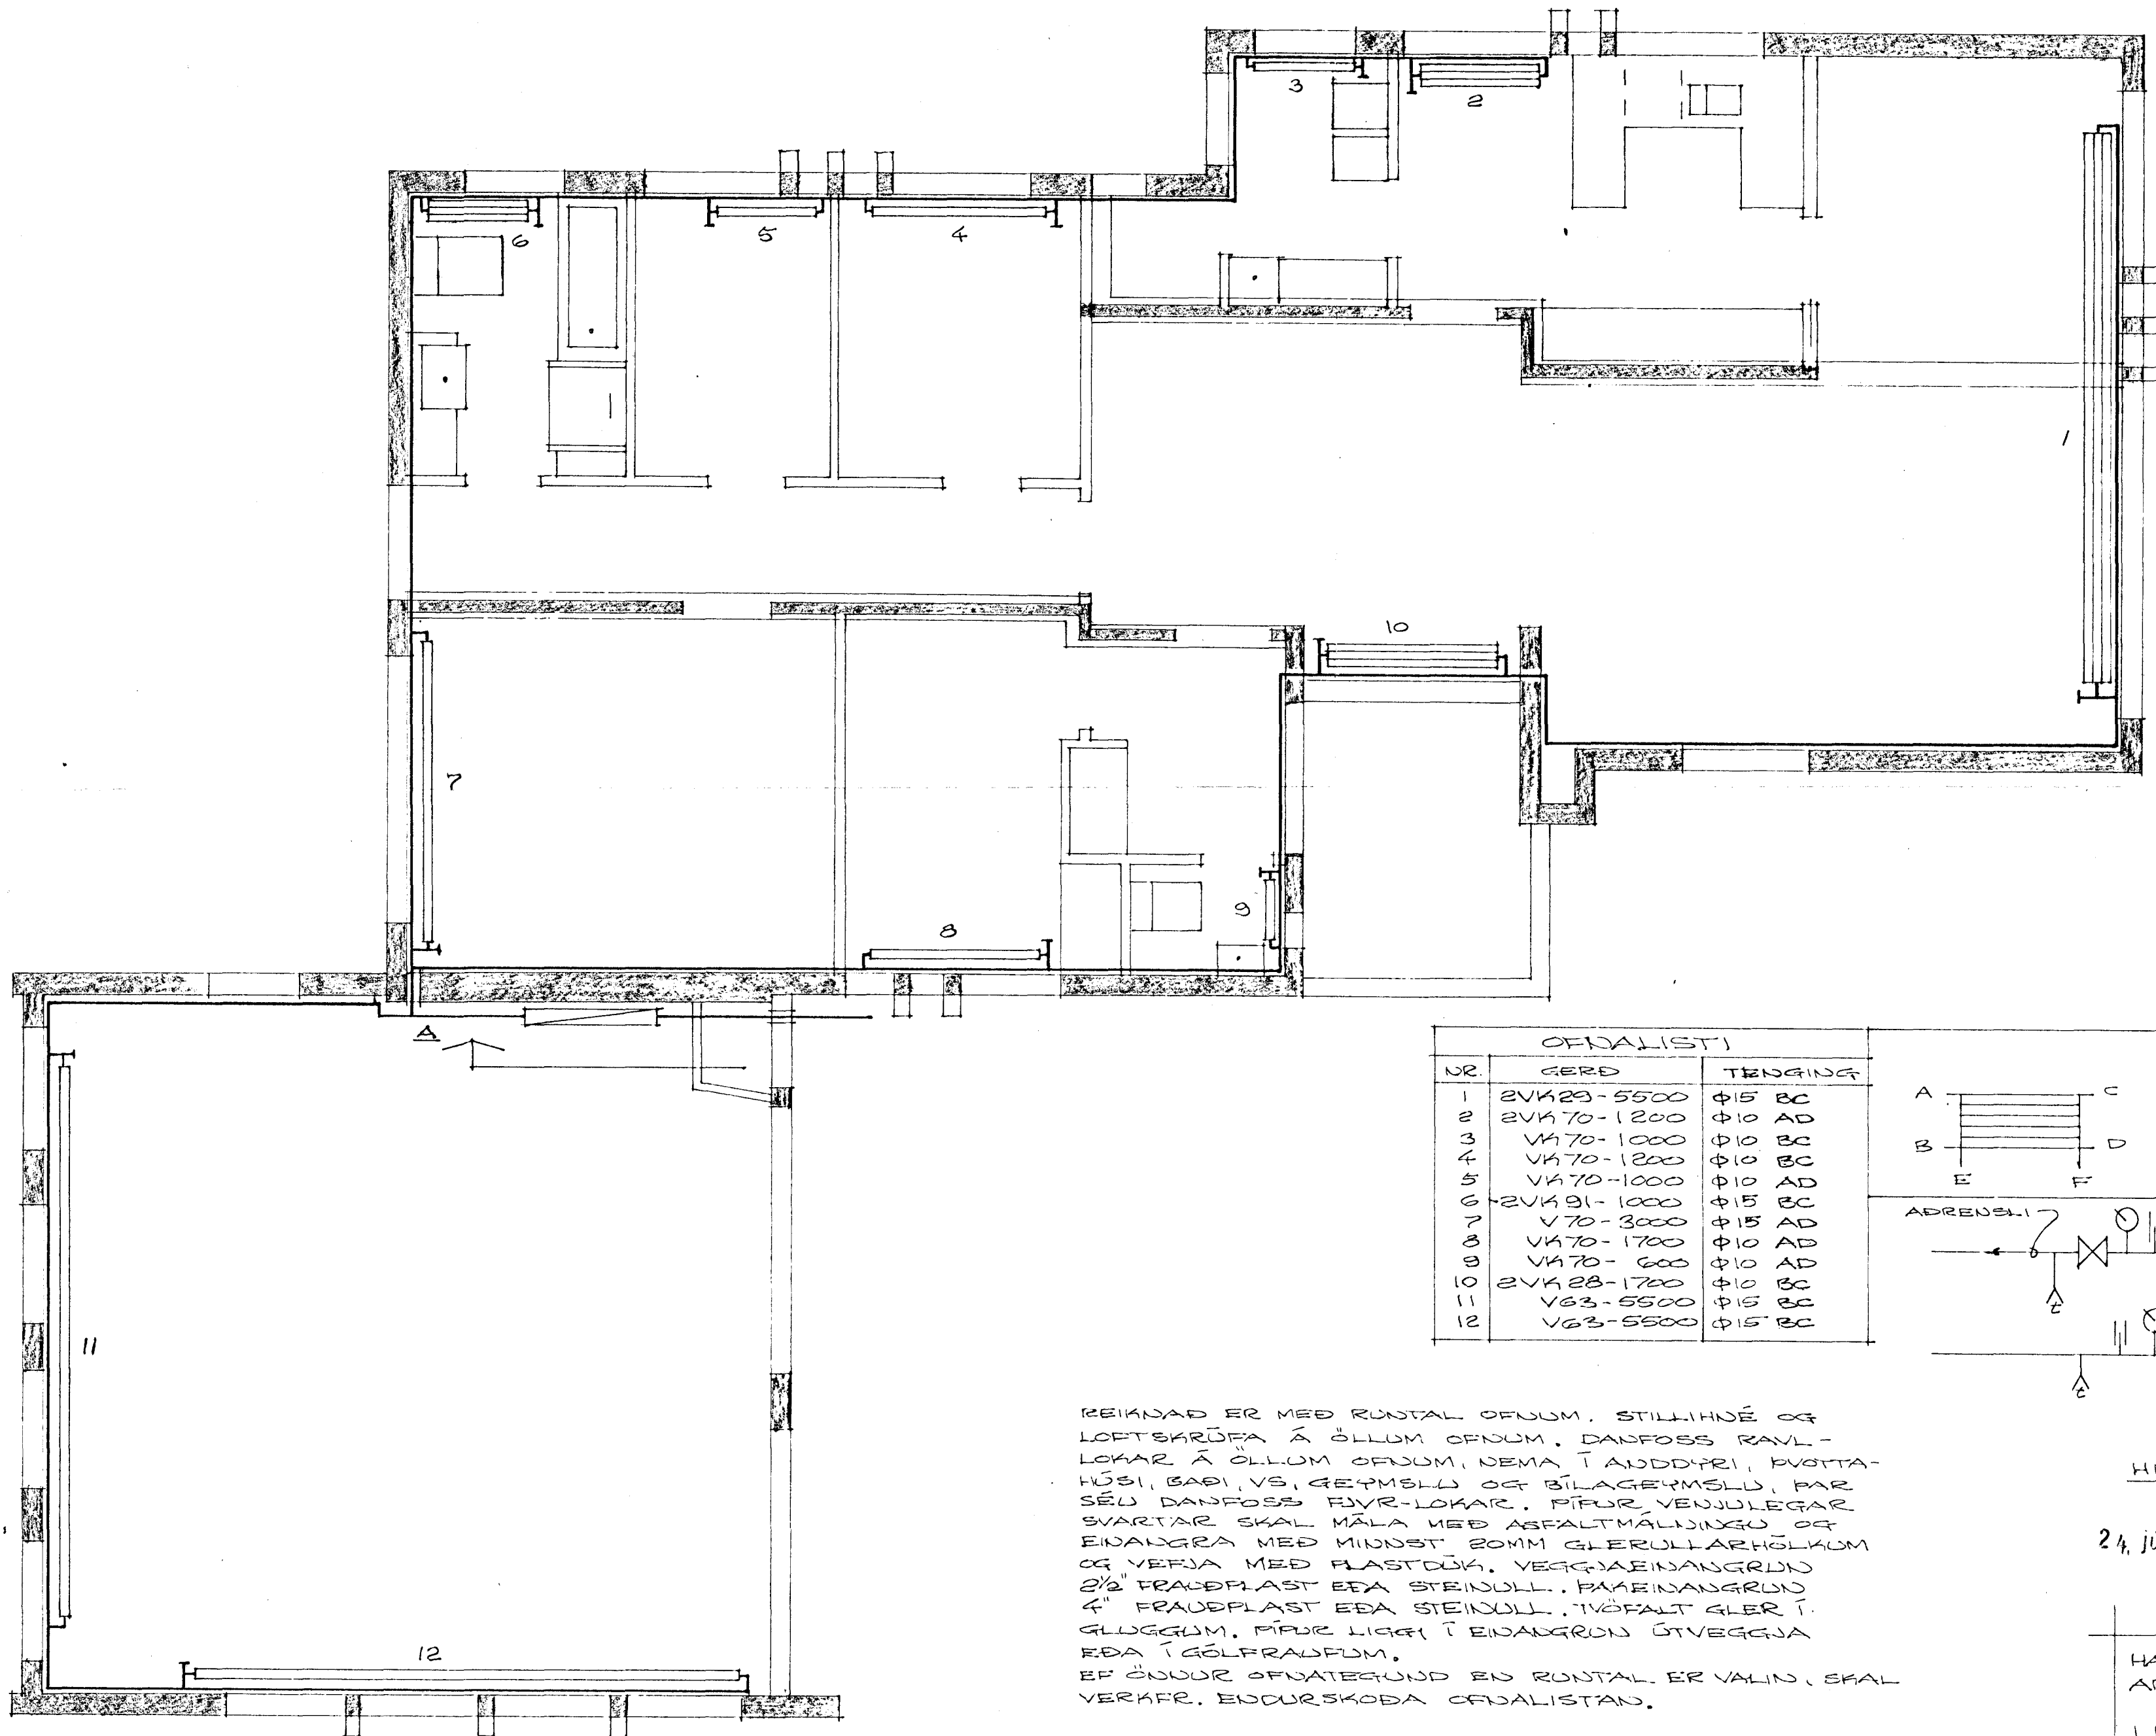 3
2
6
5
4
1
10
7
8
9
A
11
12
OFNALISTI
NR. GERÐ TENGING
1 2VK29-5500 Φ15 BC
2 2VK70-1200 Φ10 AD
3 VK70-1000 Φ10 BC
4 VK70-1200 Φ10 BC
5 VK70-1000 Φ10 AD
6 2VK91-1000 Φ15 BC
7 V70-3000 Φ15 AD
8 VK70-1700 Φ10 AD
9 VK70-600 Φ10 AD
10 2VK28-1700 Φ10 BC
11 V63-5500 Φ15 BC
12 V63-5500 Φ15 BC
A C
B D
E F
AÐRENSLI
t
t
REIKNAÐ ER MEÐ RUNTAL OFNUM. STILLIHNÉ OG
LOFTSKRÚFA Á ÖLLUM OFNUM. DANFOSS RAVL-
LOKAR Á ÖLLUM OFNUM, NEMA Í ANDDYRI, ÞVOTTA-
HÚSI, BAÐI, VS, GEYMSLU OG BÍLAGEYMSLU, ÞAR
SÉU DANFOSS FJVR-LOKAR. PÍPUR VENJULEGAR
SVARTAR SKAL MÁLA MEÐ ASFALTMÁLNINGU OG
EINANGRA MEÐ MINNST 20MM GLERULLARHÓLKUM
OG VEFJA MEÐ PLASTDÚK. VEGGJAEINANGRUN
2½" FRAUÐPLAST EÐA STEINULL. ÞAKEINANGRUN
4" FRAUÐPLAST EÐA STEINULL. TVÖFALT GLER Í
GLUGGUM. PÍPUR LIGGI Í EINANGRUN ÚTVEGGJA
EÐA Í GÓLFRAUFUM.
EF ÖNNUR OFNATEGUND EN RUNTAL ER VALIN, SKAL
VERKFR. ENDURSKOÐA OFNALISTAN.
24. jú